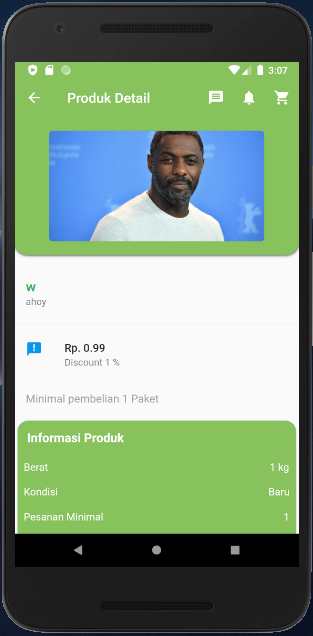 3:07
Produk Detail
w
ahoy
Rp. 0.99
Discount 1 %
Minimal pembelian 1 Paket
Informasi Produk
Berat 1 kg
Kondisi Baru
Pesanan Minimal 1